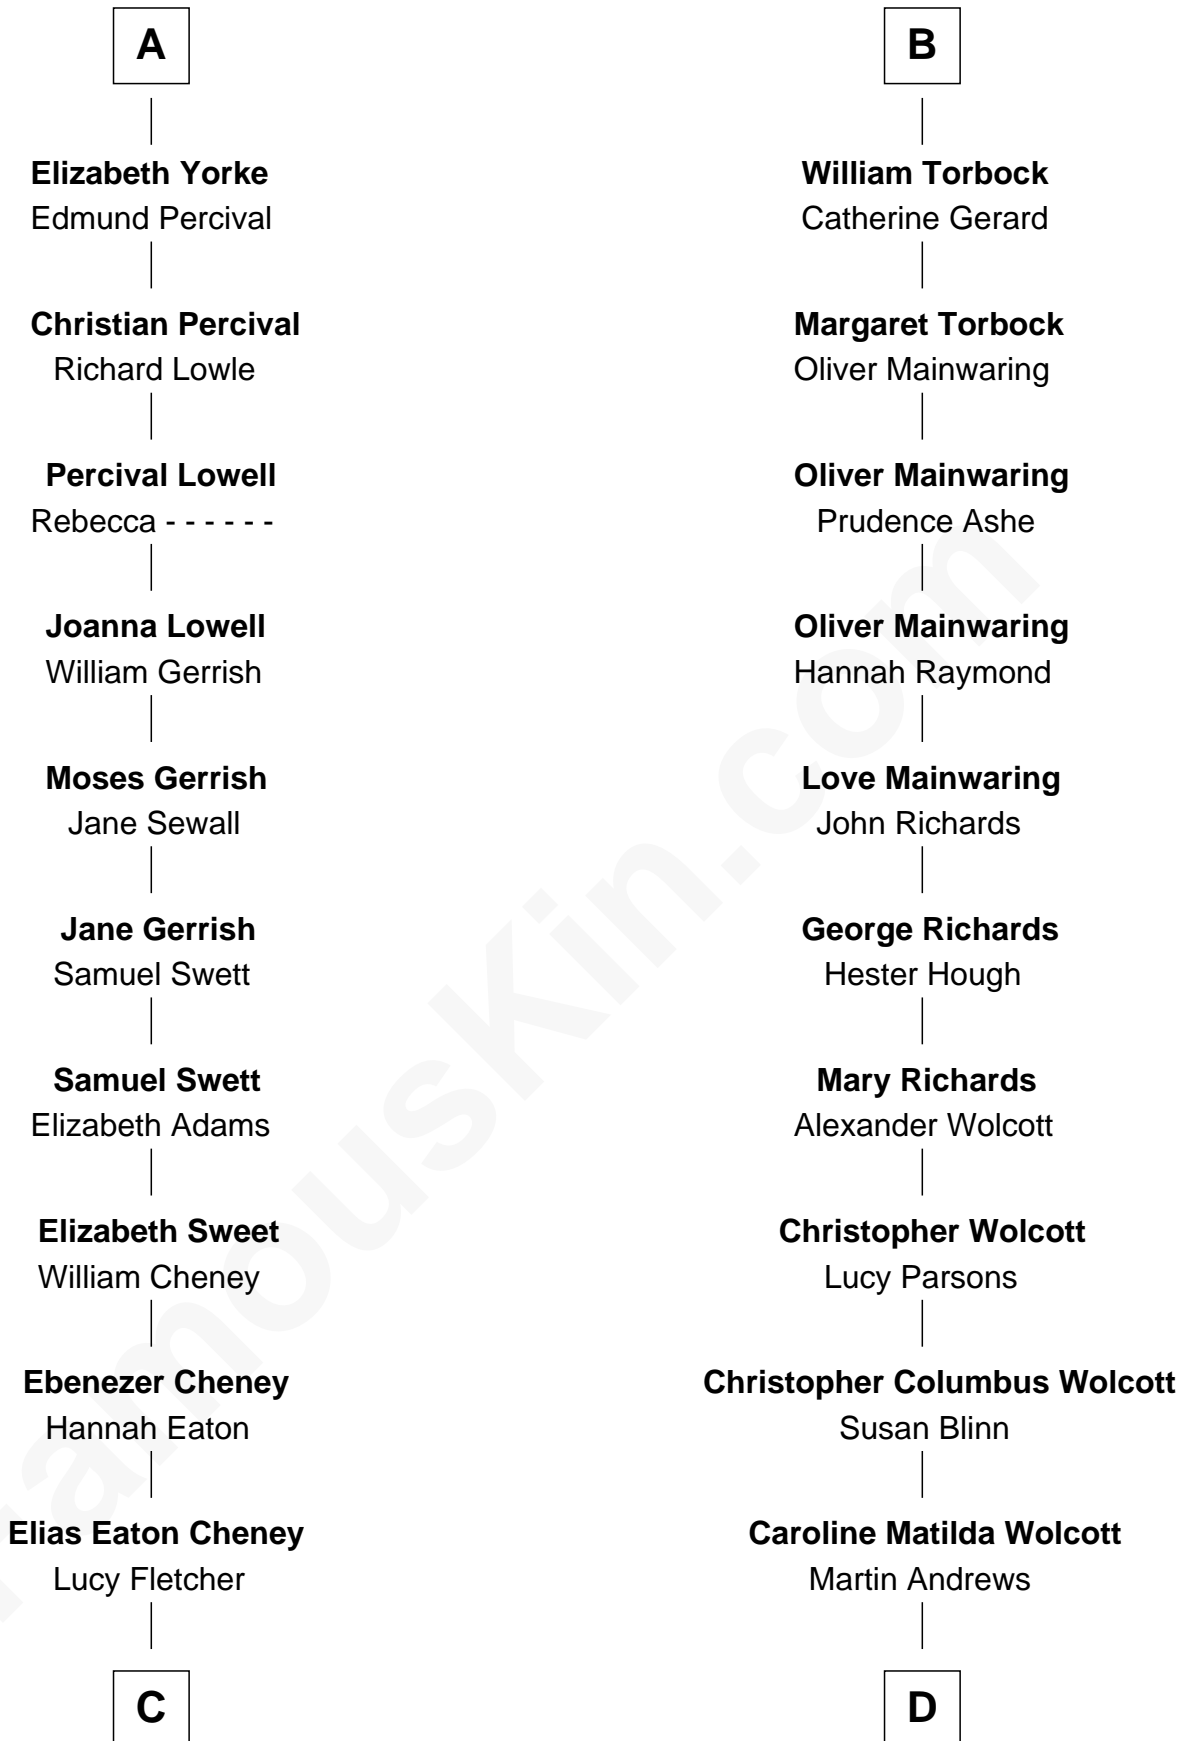 A
Elizabeth Yorke
Edmund Percival
Christian Percival
Richard Lowle
Percival Lowell
Rebecca - - - - - -
Joanna Lowell
William Gerrish
Moses Gerrish
Jane Sewall
Jane Gerrish
Samuel Swett
Samuel Swett
Elizabeth Adams
Elizabeth Sweet
William Cheney
Ebenezer Cheney
Hannah Eaton
Elias Eaton Cheney
Lucy Fletcher
C
B
William Torbock
Catherine Gerard
Margaret Torbock
Oliver Mainwaring
Oliver Mainwaring
Prudence Ashe
Oliver Mainwaring
Hannah Raymond
Love Mainwaring
John Richards
George Richards
Hester Hough
Mary Richards
Alexander Wolcott
Christopher Wolcott
Lucy Parsons
Christopher Columbus Wolcott
Susan Blinn
Caroline Matilda Wolcott
Martin Andrews
D
FamousKin.com